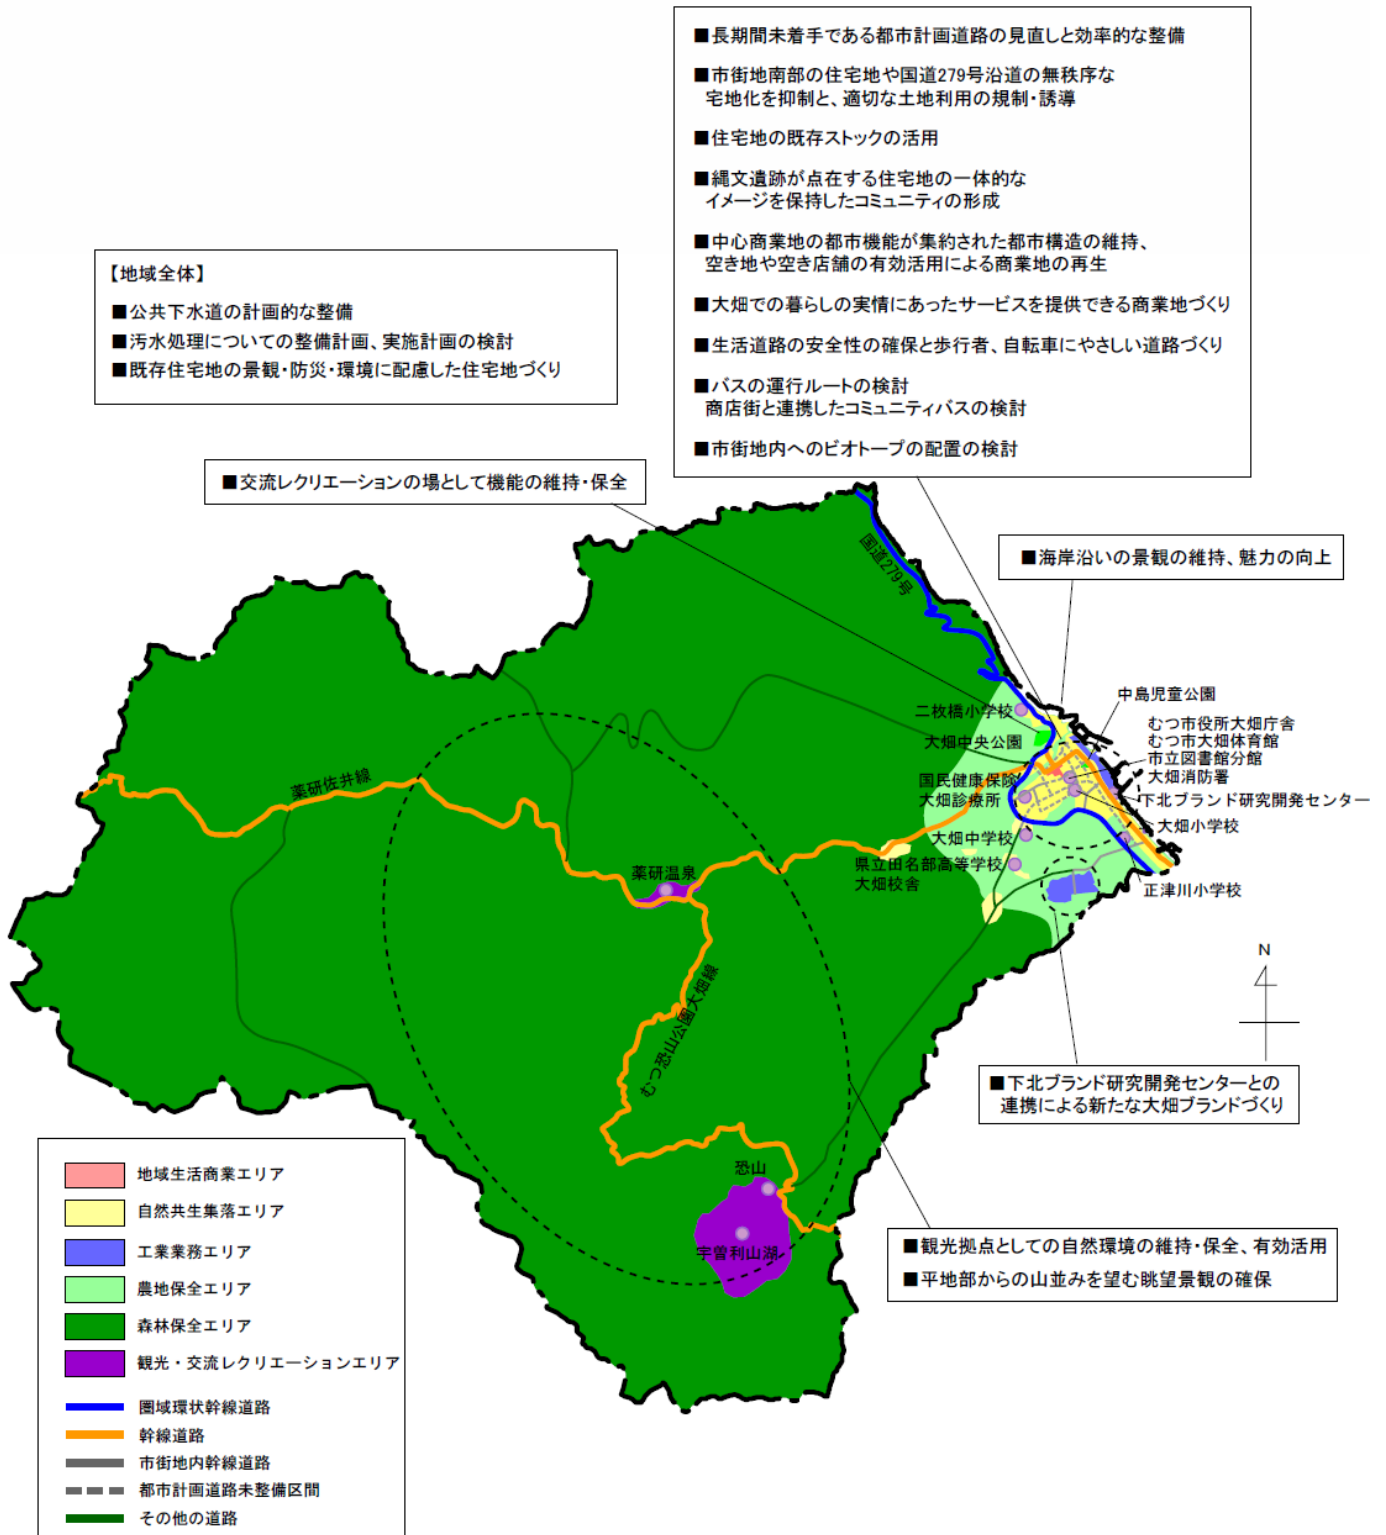 ■長期間未着手である都市計画道路の見直しと効率的な整備
■市街地南部の住宅地や国道279号沿道の無秩序な
宅地化を抑制と、適切な土地利用の規制・誘導
■住宅地の既存ストックの活用
■縄文遺跡が点在する住宅地の一体的な
イメージを保持したコミュニティの形成
■中心商業地の都市機能が集約された都市構造の維持、
空き地や空き店舗の有効活用による商業地の再生
■大畑での暮らしの実情にあったサービスを提供できる商業地づくり
■生活道路の安全性の確保と歩行者、自転車にやさしい道路づくり
■バスの運行ルートの検討
商店街と連携したコミュニティバスの検討
■市街地内へのビオトープの配置の検討
【地域全体】
■公共下水道の計画的な整備
■汚水処理についての整備計画、実施計画の検討
■既存住宅地の景観・防災・環境に配慮した住宅地づくり
■交流レクリエーションの場として機能の維持・保全
■海岸沿いの景観の維持、魅力の向上
国道279号
中島児童公園
二枚橋小学校
むつ市役所大畑庁舎
むつ市大畑体育館
市立図書館分館
大畑消防署
大畑中央公園
国民健康保険
大畑診療所
下北ブランド研究開発センター
大畑小学校
大畑中学校
県立田名部高等学校
大畑校舎
正津川小学校
薬研佐井線
薬研温泉
むつ恐山公園大畑線
N
■下北ブランド研究開発センターとの
連携による新たな大畑ブランドづくり
恐山
宇曽利山湖
■観光拠点としての自然環境の維持・保全、有効活用
■平地部からの山並みを望む眺望景観の確保
地域生活商業エリア
自然共生集落エリア
工業業務エリア
農地保全エリア
森林保全エリア
観光・交流レクリエーションエリア
圏域環状幹線道路
幹線道路
市街地内幹線道路
都市計画道路未整備区間
その他の道路